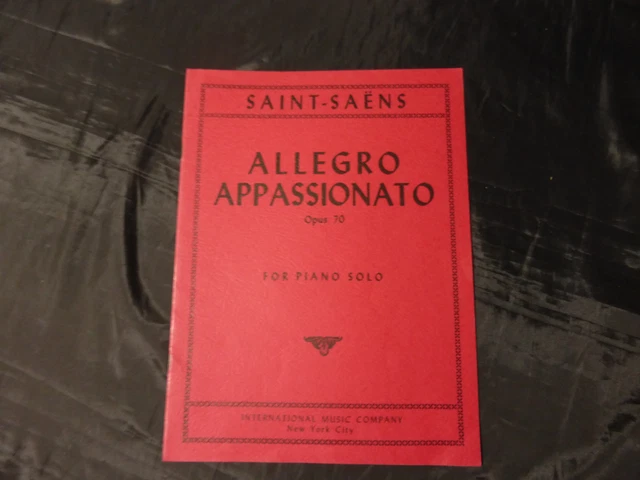 SAINT-SAËNS
ALLEGRO
APPASSIONATO
Opus 70
FOR PIANO SOLO
INTERNATIONAL MUSIC COMPANY
New York City